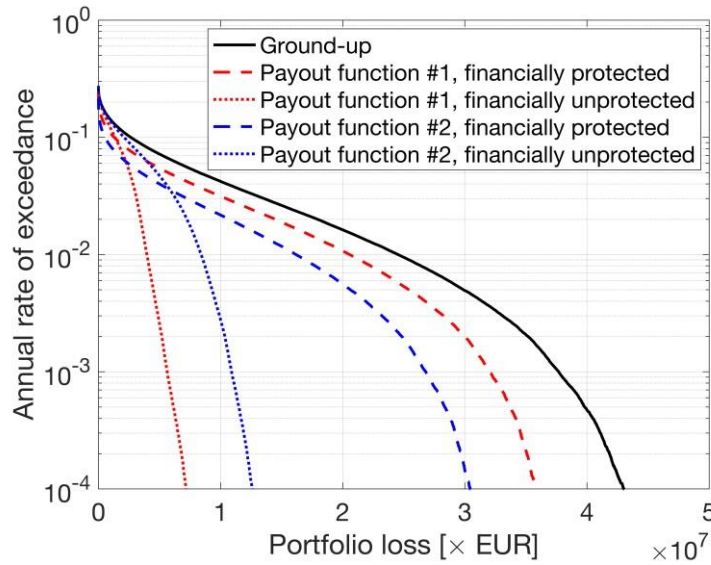 10^0
Ground-up
Payout function #1, financially protected
Payout function #1, financially unprotected
Payout function #2, financially protected
Payout function #2, financially unprotected
10^-1
10^-2
10^-3
10^-4
Annual rate of exceedance
0 1 2 3 4 5
Portfolio loss [× EUR]
×10^7